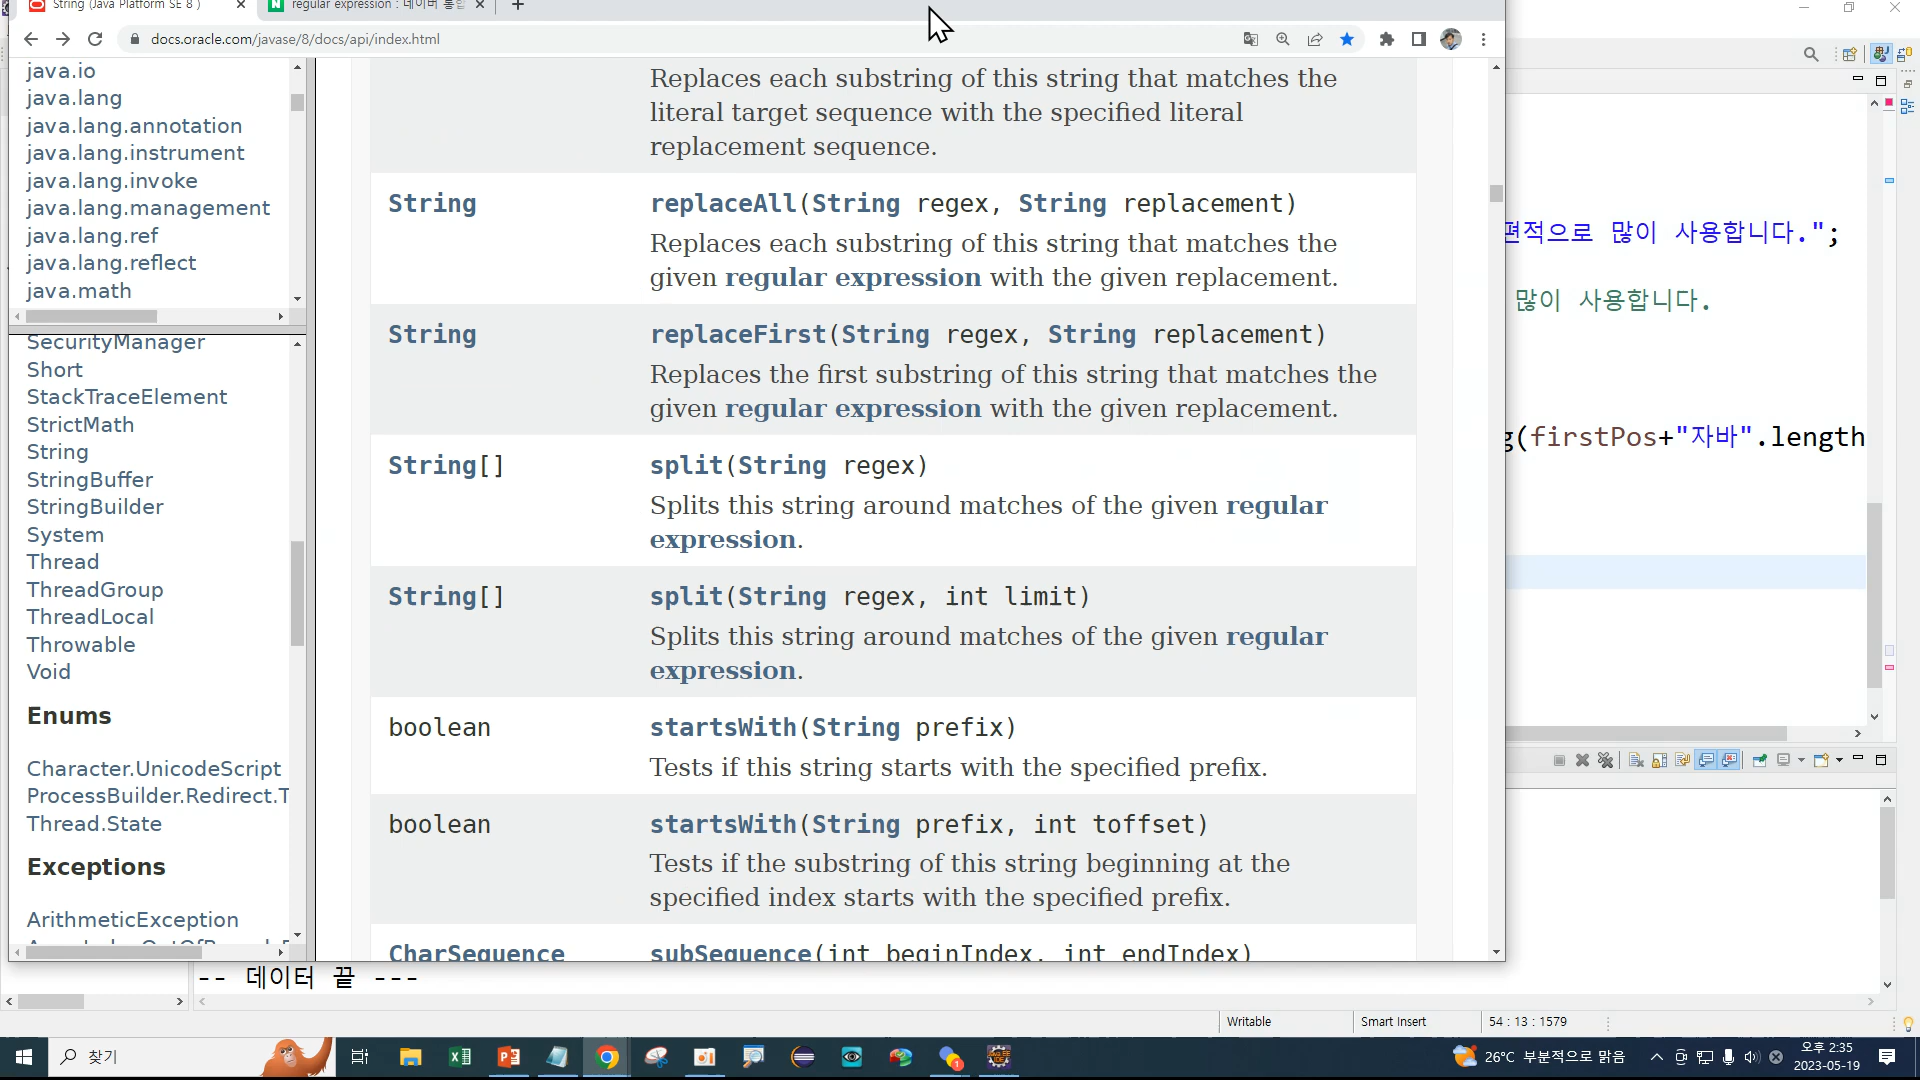 String (Java Platform SE 8 )
regular expression : 데이버 통합
docs.oracle.com/javase/8/docs/api/index.html
java.io
java.lang
java.lang.annotation
java.lang.instrument
java.lang.invoke
java.lang.management
java.lang.ref
java.lang.reflect
java.math
SecurityManager
Short
StackTraceElement
StrictMath
String
StringBuffer
StringBuilder
System
Thread
ThreadGroup
ThreadLocal
Throwable
Void
Enums
Character.UnicodeScript
ProcessBuilder.Redirect.T
Thread.State
Exceptions
ArithmeticException
Replaces each substring of this string that matches the
literal target sequence with the specified literal
replacement sequence.
String replaceAll(String regex, String replacement)
Replaces each substring of this string that matches the
given regular expression with the given replacement.
String replaceFirst(String regex, String replacement)
Replaces the first substring of this string that matches the
given regular expression with the given replacement.
String[] split(String regex)
Splits this string around matches of the given regular
expression.
String[] split(String regex, int limit)
Splits this string around matches of the given regular
expression.
boolean startsWith(String prefix)
Tests if this string starts with the specified prefix.
boolean startsWith(String prefix, int toffset)
Tests if the substring of this string beginning at the
specified index starts with the specified prefix.
CharSequence subSequence(int beginIndex, int endIndex)
편적으로 많이 사용합니다.";
많이 사용합니다.
g(firstPos+"자바".length
-- 데이터 끝 ---
Writable
Smart Insert
54 : 13 : 1579
찾기
26°C 부분적으로 맑음
오후 2:35
2023-05-19